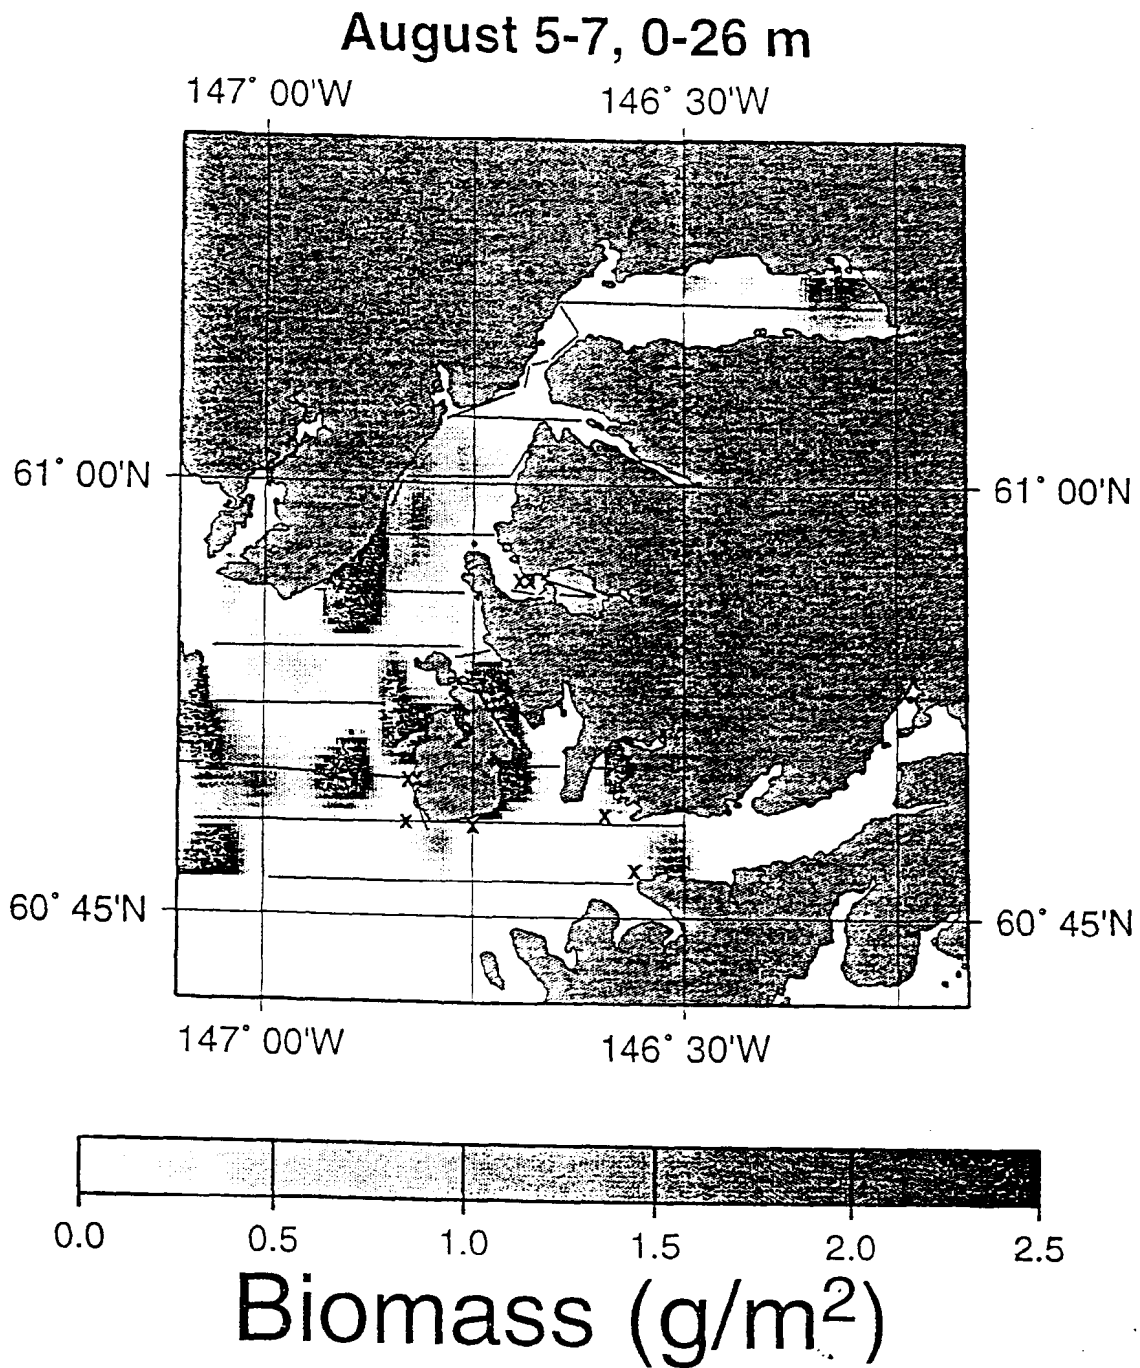 August 5-7, 0-26 m
147° 00'W
146° 30'W
61° 00'N
61° 00'N
X X
X
X
X
X
X
60° 45'N
60° 45'N
147° 00'W
146° 30'W
0.0
0.5
1.0
1.5
2.0
2.5
Biomass (g/m²)